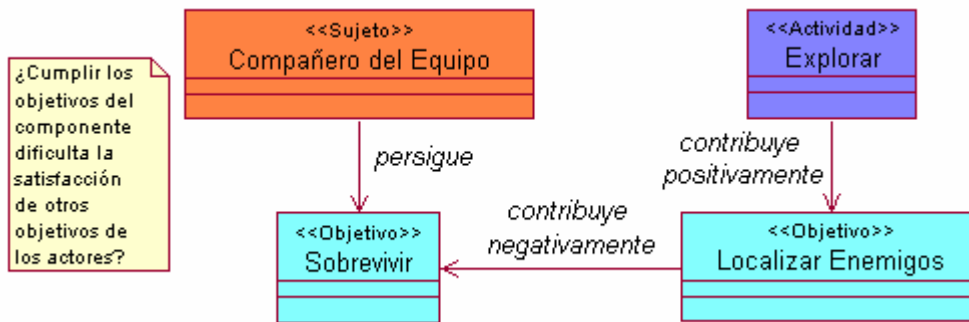 ¿Cumplir los
objetivos del
componente
dificulta la
satisfacción
de otros
objetivos de
los actores?
<<Sujeto>>
Compañero del Equipo
<<Actividad>>
Explorar
persigue
contribuye
positivamente
contribuye
negativamente
<<Objetivo>>
Sobrevivir
<<Objetivo>>
Localizar Enemigos